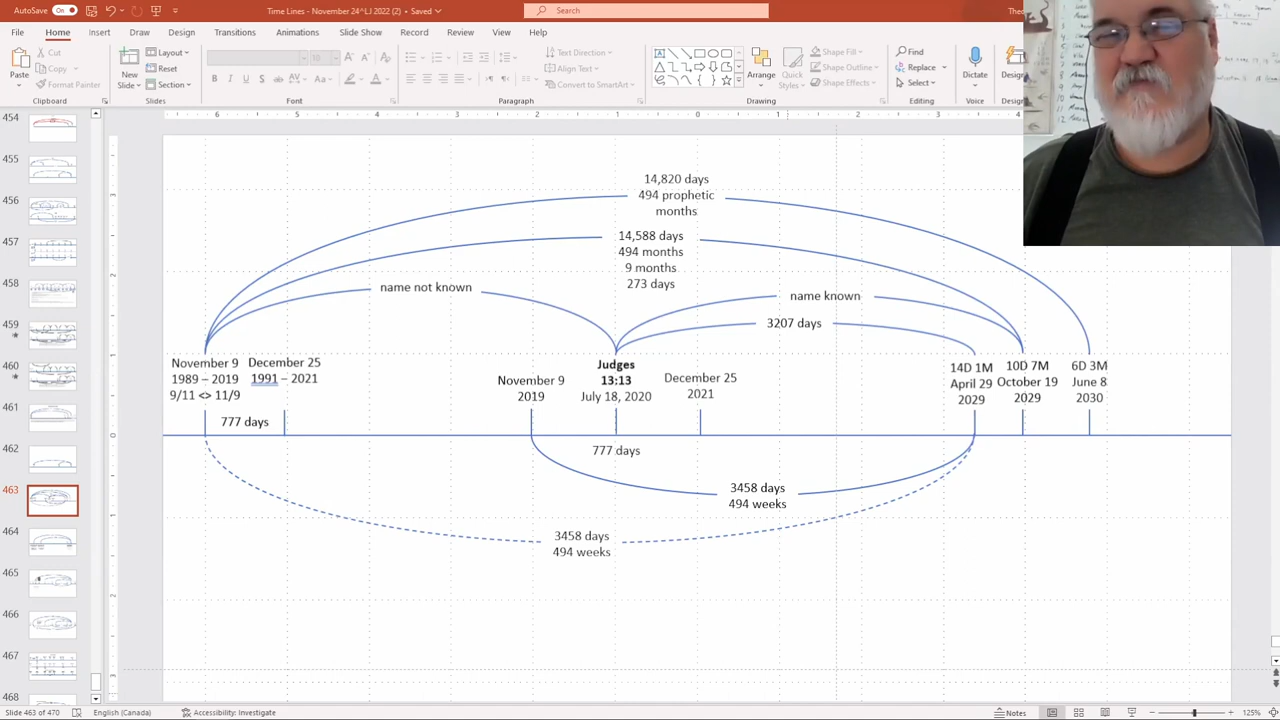 AutoSave On
Time Lines - November 24^LJ 2022 (2) • Saved
Search
Theo
File Home Insert Draw Design Transitions Animations Slide Show Record Review View Help
Paste
Cut
Copy
Format Painter
Clipboard
New
Slide
Layout
Reset
Section
Slides
Font
Text Direction
Align Text
Convert to SmartArt
Paragraph
Arrange
Quick
Styles
Shape Fill
Shape Outline
Shape Effects
Drawing
Find
Replace
Select
Editing
Dictate
Voice
Design
14,820 days
494 prophetic
months
14,588 days
494 months
9 months
273 days
name not known
name known
3207 days
November 9
1989 – 2019
9/11 <> 11/9
December 25
1991 – 2021
777 days
November 9
2019
Judges
13:13
July 18, 2020
December 25
2021
777 days
14D 1M
April 29
2029
10D 7M
October 19
2029
6D 3M
June 8
2030
3458 days
494 weeks
3458 days
494 weeks
457
458
459
460
461
462
463
464
465
466
467
468
Slide 463 of 470
English (Canada)
Accessibility: Investigate
Notes
125%